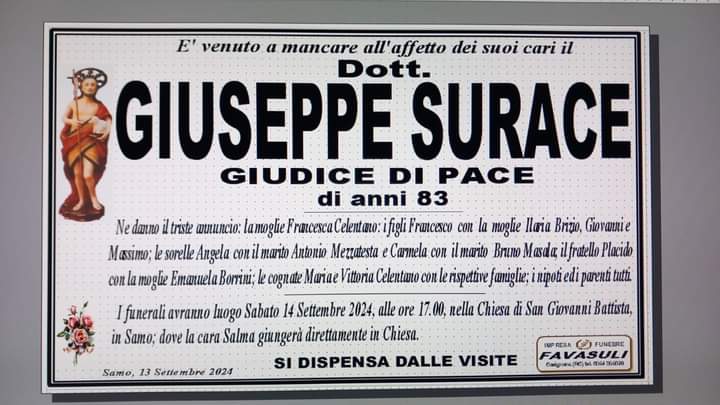 E' venuto a mancare all'affetto dei suoi cari il
Dott.
GIUSEPPE SURACE
GIUDICE DI PACE
di anni 83
Ne danno il triste annuncio: la moglie Francesca Celentano: i figli Francesco con la moglie Ilaria Brizio, Giovanni e
Massimo; le sorelle Angela con il marito Antonio Mezzatesta e Carmela con il marito Bruno Masala; il fratello Placido
con la moglie Emanuela Borrini; le cognate Maria e Vittoria Celentano con le rispettive famiglie; i nipoti ed i parenti tutti.
I funerali avranno luogo Sabato 14 Settembre 2024, alle ore 17.00, nella Chiesa di San Giovanni Battista,
in Samo; dove la cara Salma giungerà direttamente in Chiesa.
SI DISPENSA DALLE VISITE
Samo, 13 Settembre 2024
IMPRESA FUNEBRE
FAVASULI